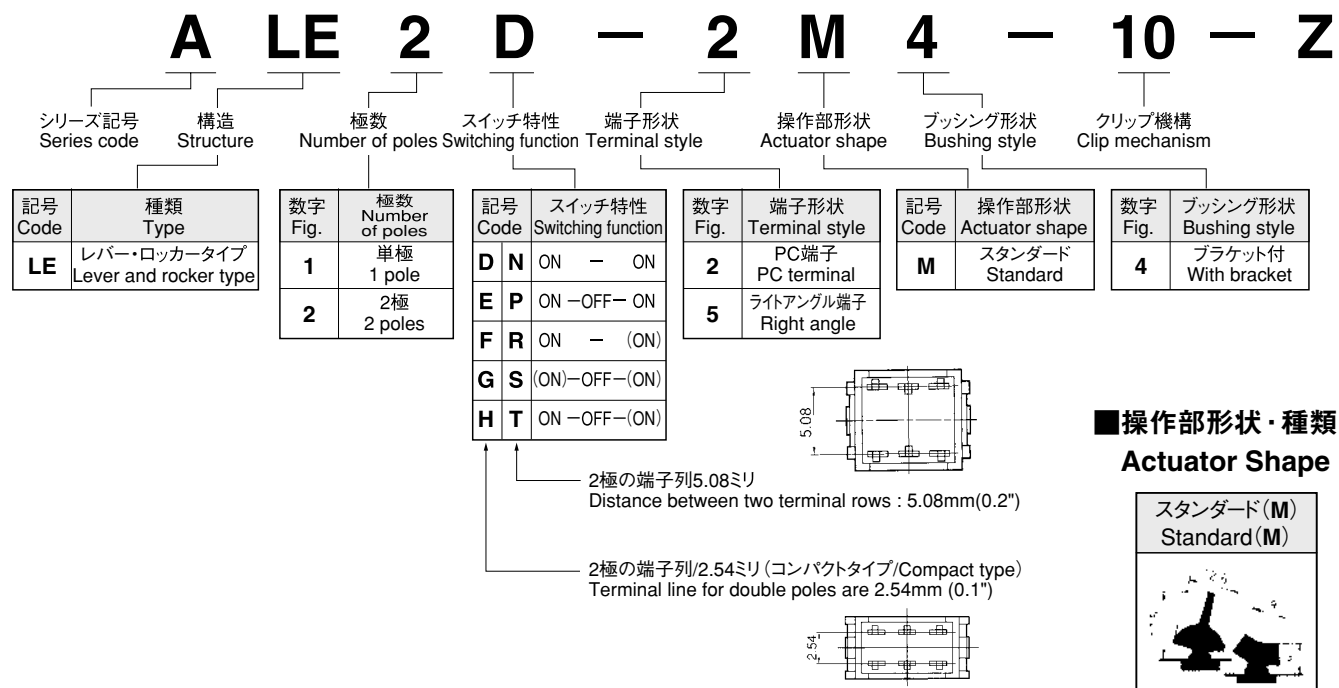 A LE 2 D － 2 M 4 － 10 － Z
シリーズ記号
Series code
構造
Structure
極数
Number of poles
スイッチ特性
Switching function
端子形状
Terminal style
操作部形状
Actuator shape
ブッシング形状
Bushing style
クリップ機構
Clip mechanism
記号
Code
種類
Type
LE
レバー・ロッカータイプ
Lever and rocker type
数字
Fig.
極数
Number
of poles
1
単極
1 pole
2
2極
2 poles
記号
Code
スイッチ特性
Switching function
D N ON － ON
E P ON －OFF－ ON
F R ON － (ON)
G S (ON)－OFF－(ON)
H T ON －OFF－(ON)
数字
Fig.
端子形状
Terminal style
2
PC端子
PC terminal
5
ライトアングル端子
Right angle
記号
Code
操作部形状
Actuator shape
M
スタンダード
Standard
数字
Fig.
ブッシング形状
Bushing style
4
ブラケット付
With bracket
5.08
2極の端子列5.08ミリ
Distance between two terminal rows : 5.08mm(0.2")
2極の端子列/2.54ミリ（コンパクトタイプ/Compact type）
Terminal line for double poles are 2.54mm (0.1")
2.54
■操作部形状・種類
Actuator Shape
スタンダード(M)
Standard(M)